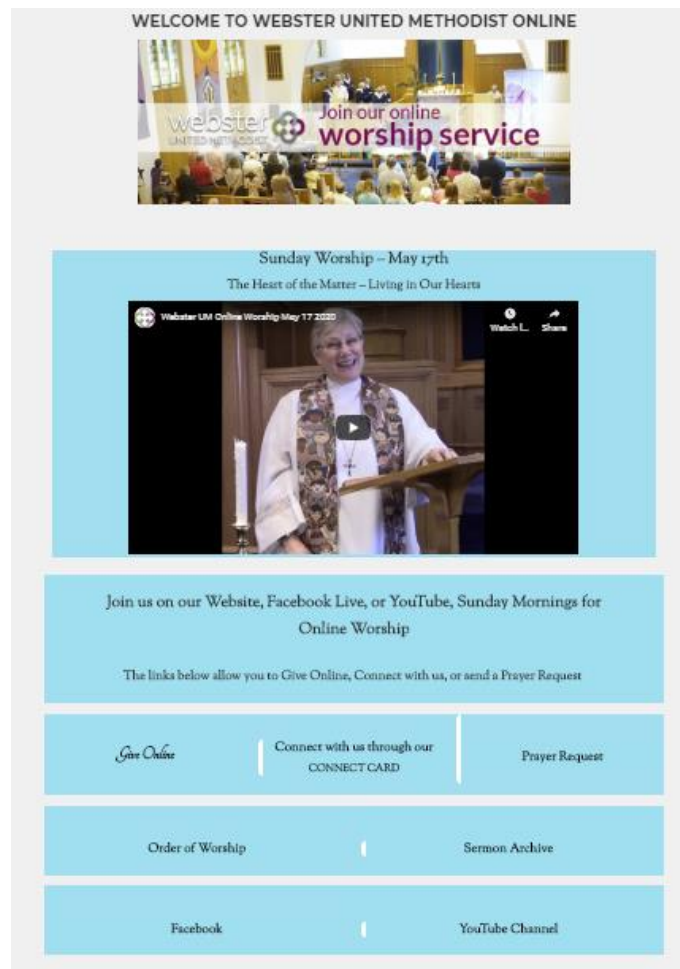 WELCOME TO WEBSTER UNITED METHODIST ONLINE
webster
UNITED METHODIST
Join our online
worship service
Sunday Worship – May 17th
The Heart of the Matter – Living in Our Hearts
Webster UM Online Worship May 17 2020
Watch l...
Share
Join us on our Website, Facebook Live, or YouTube, Sunday Mornings for
Online Worship
The links below allow you to Give Online, Connect with us, or send a Prayer Request
Give Online
Connect with us through our
CONNECT CARD
Prayer Request
Order of Worship
Sermon Archive
Facebook
YouTube Channel